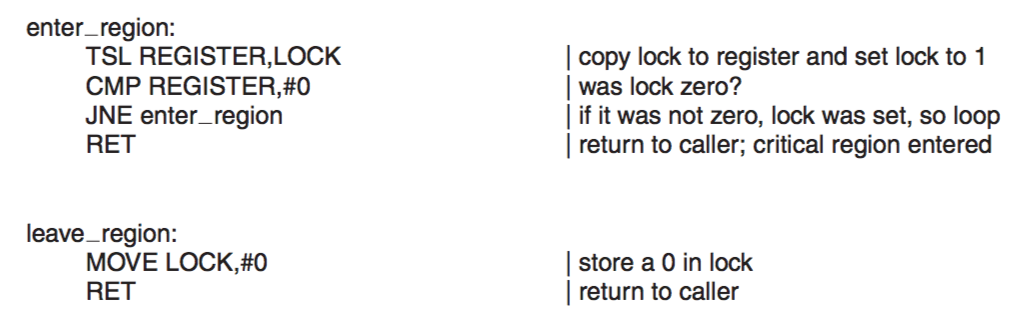 enter_region:
TSL REGISTER,LOCK | copy lock to register and set lock to 1
CMP REGISTER,#0 | was lock zero?
JNE enter_region | if it was not zero, lock was set, so loop
RET | return to caller; critical region entered
leave_region:
MOVE LOCK,#0 | store a 0 in lock
RET | return to caller